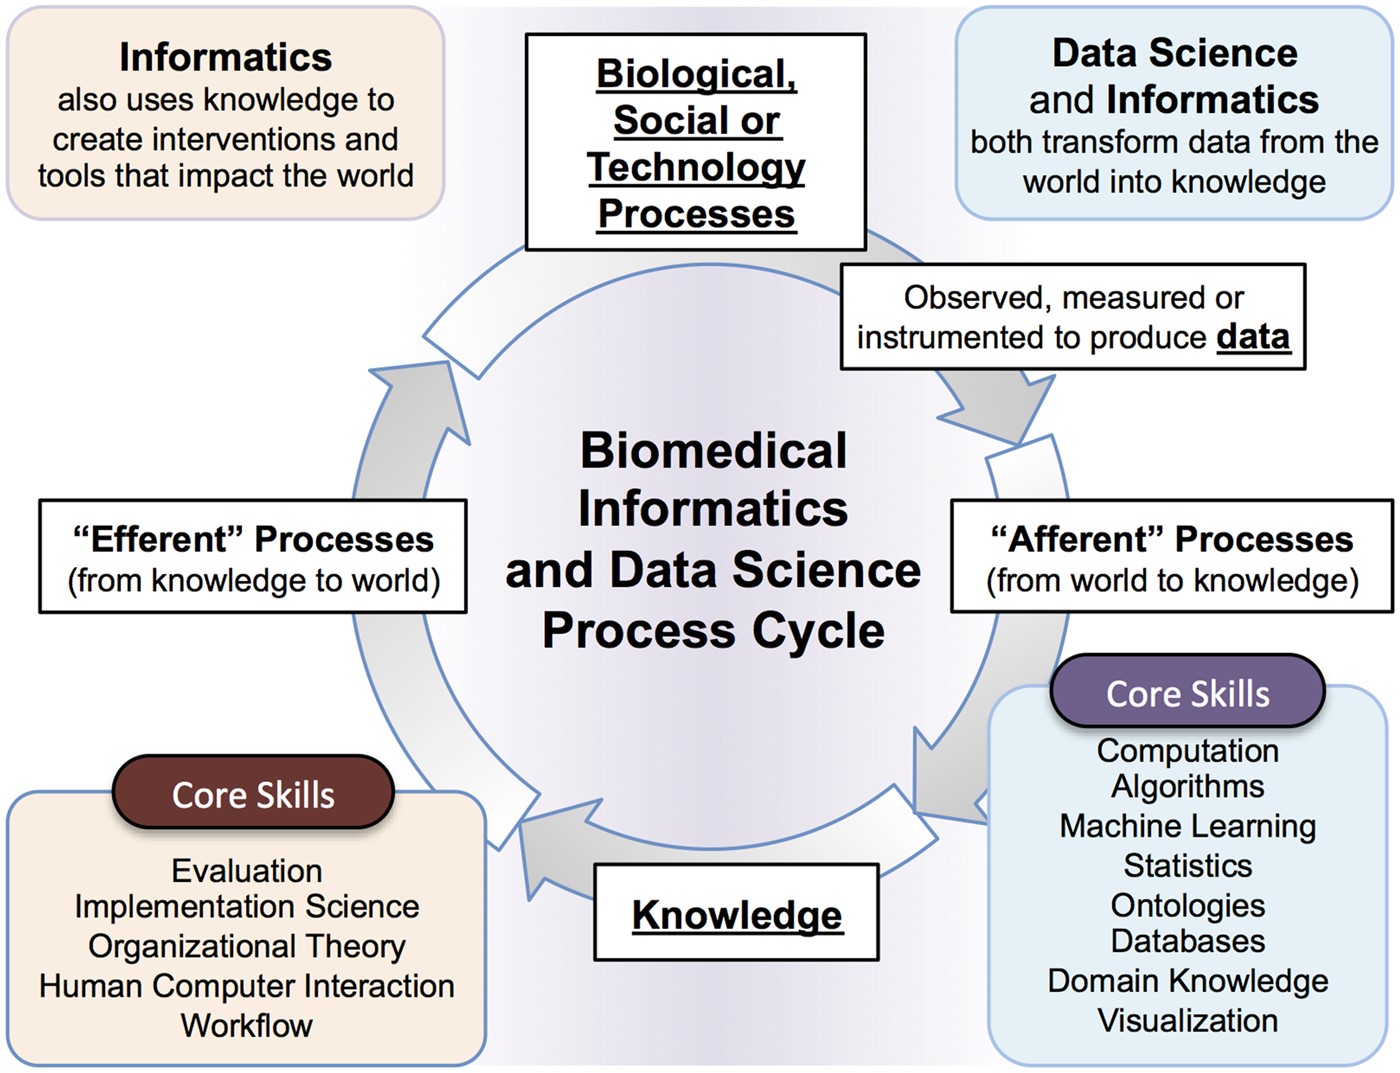 Informatics
also uses knowledge to
create interventions and
tools that impact the world
Biological,
Social or
Technology
Processes
Data Science
and Informatics
both transform data from the
world into knowledge
Observed, measured or
instrumented to produce data
Biomedical
Informatics
and Data Science
Process Cycle
“Efferent” Processes
(from knowledge to world)
“Afferent” Processes
(from world to knowledge)
Core Skills
Evaluation
Implementation Science
Organizational Theory
Human Computer Interaction
Workflow
Knowledge
Core Skills
Computation
Algorithms
Machine Learning
Statistics
Ontologies
Databases
Domain Knowledge
Visualization